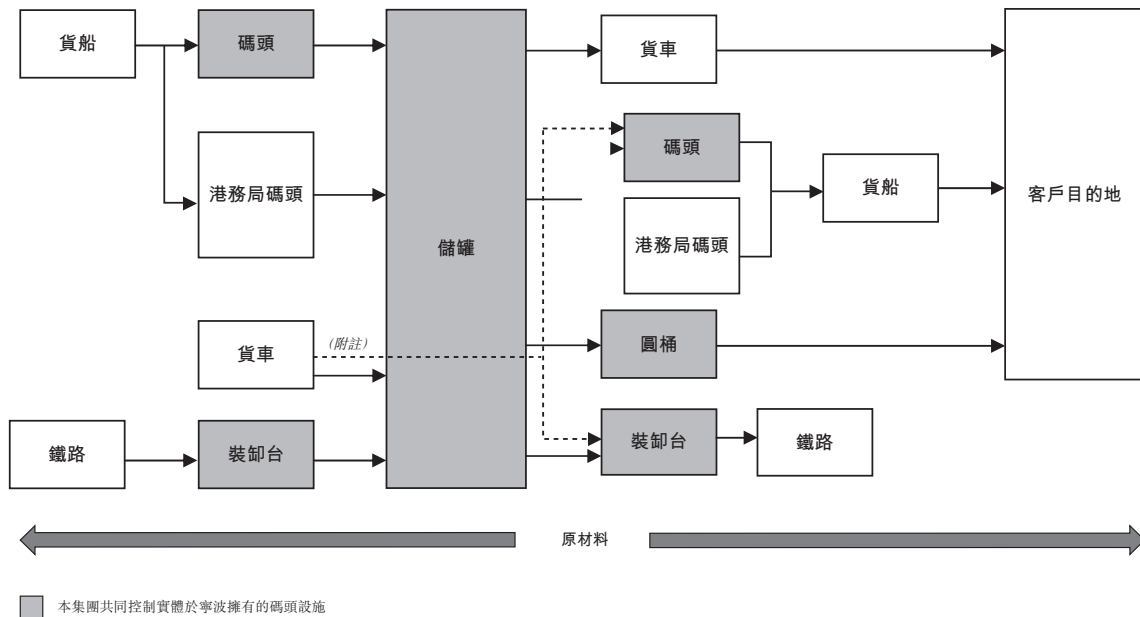 貨船
碼頭
貨車
碼頭
港務局碼頭
貨船
客戶目的地
儲罐
港務局碼頭
貨車
(附註)
圓桶
鐵路
裝卸台
裝卸台
鐵路
原材料
本集團共同控制實體於寧波擁有的碼頭設施